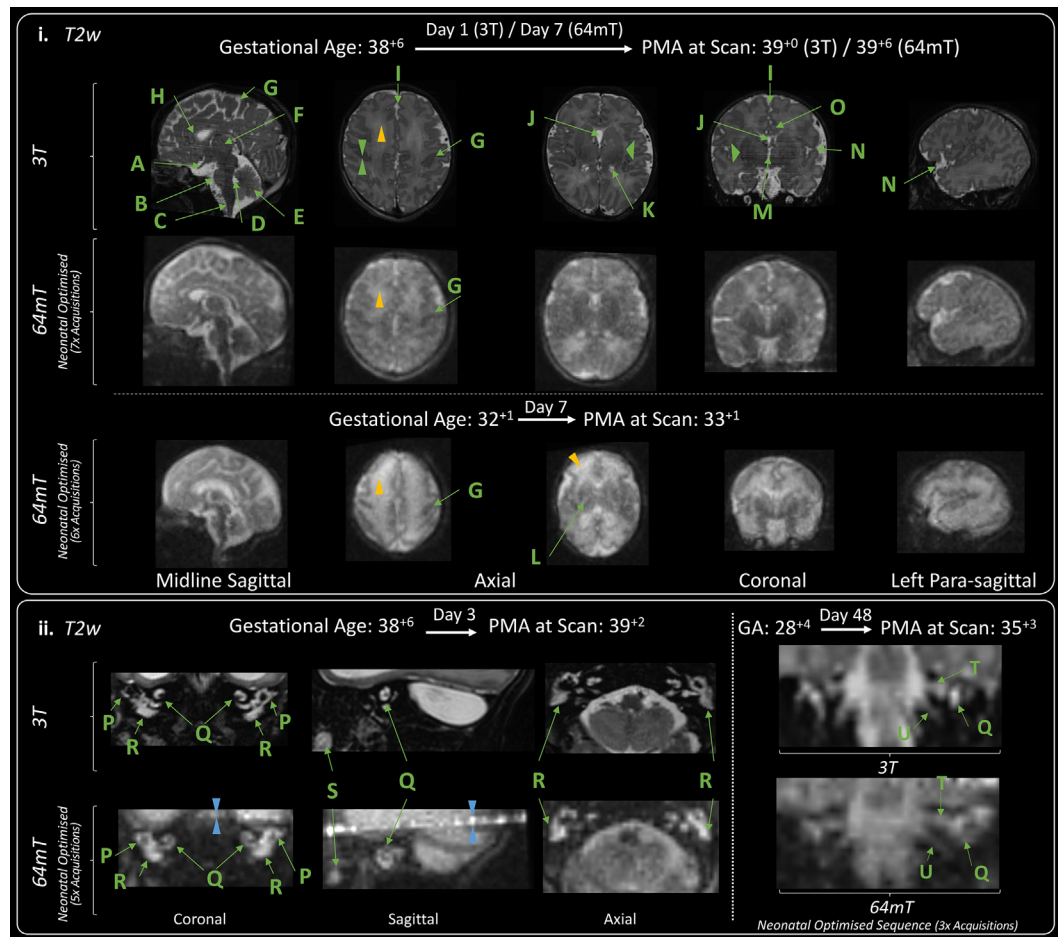 i. T2w
Day 1 (3T) / Day 7 (64mT)
Gestational Age: 38+6
PMA at Scan: 39+0 (3T) / 39+6 (64mT)
3T
H
G
F
A
B
C
D
E
I
G
J
K
I
O
J
N
M
N
64mT
Neonatal Optimised
(7x Acquisitions)
G
Gestational Age: 32+1
Day 7
PMA at Scan: 33+1
64mT
Neonatal Optimised
(6x Acquisitions)
G
L
Midline Sagittal
Axial
Coronal
Left Para-sagittal
ii. T2w
Gestational Age: 38+6
Day 3
PMA at Scan: 39+2
3T
P
R
Q
R
P
S
Q
R
R
64mT
Neonatal Optimised
(5x Acquisitions)
P
R
Q
R
P
Coronal
Sagittal
Axial
GA: 28+4
Day 48
PMA at Scan: 35+3
T
U
Q
3T
T
U
Q
64mT
Neonatal Optimised Sequence (3x Acquisitions)